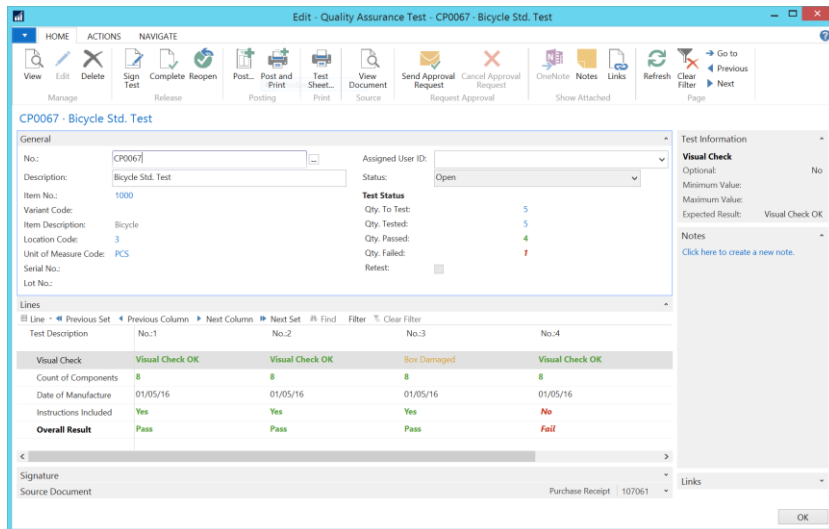 Edit - Quality Assurance Test - CP0067 · Bicycle Std. Test
HOME ACTIONS NAVIGATE
View Edit Delete Sign Test Complete Reopen Post... Post and Print Test Sheet... View Document Send Approval Request Cancel Approval Request OneNote Notes Links Refresh Clear Filter Go to Previous Next
Manage Release Posting Print Source Request Approval Show Attached Page
CP0067 · Bicycle Std. Test
General
No.: CP0067 Assigned User ID:
Description: Bicycle Std. Test Status: Open
Item No.: 1000 Test Status
Variant Code: Qty. To Test: 5
Item Description: Bicycle Qty. Tested: 5
Location Code: 3 Qty. Passed: 4
Unit of Measure Code: PCS Qty. Failed: 1
Serial No.: Retest:
Lot No.:
Lines
Line Previous Set Previous Column Next Column Next Set Find Filter Clear Filter
Test Description No.:1 No.:2 No.:3 No.:4
Visual Check Visual Check OK Visual Check OK Box Damaged Visual Check OK
Count of Components 8 8 8 8
Date of Manufacture 01/05/16 01/05/16 01/05/16 01/05/16
Instructions Included Yes Yes Yes No
Overall Result Pass Pass Pass Fail
Signature
Source Document Purchase Receipt 107061
Test Information
Visual Check
Optional: No
Minimum Value:
Maximum Value:
Expected Result: Visual Check OK
Notes
Click here to create a new note.
Links
OK